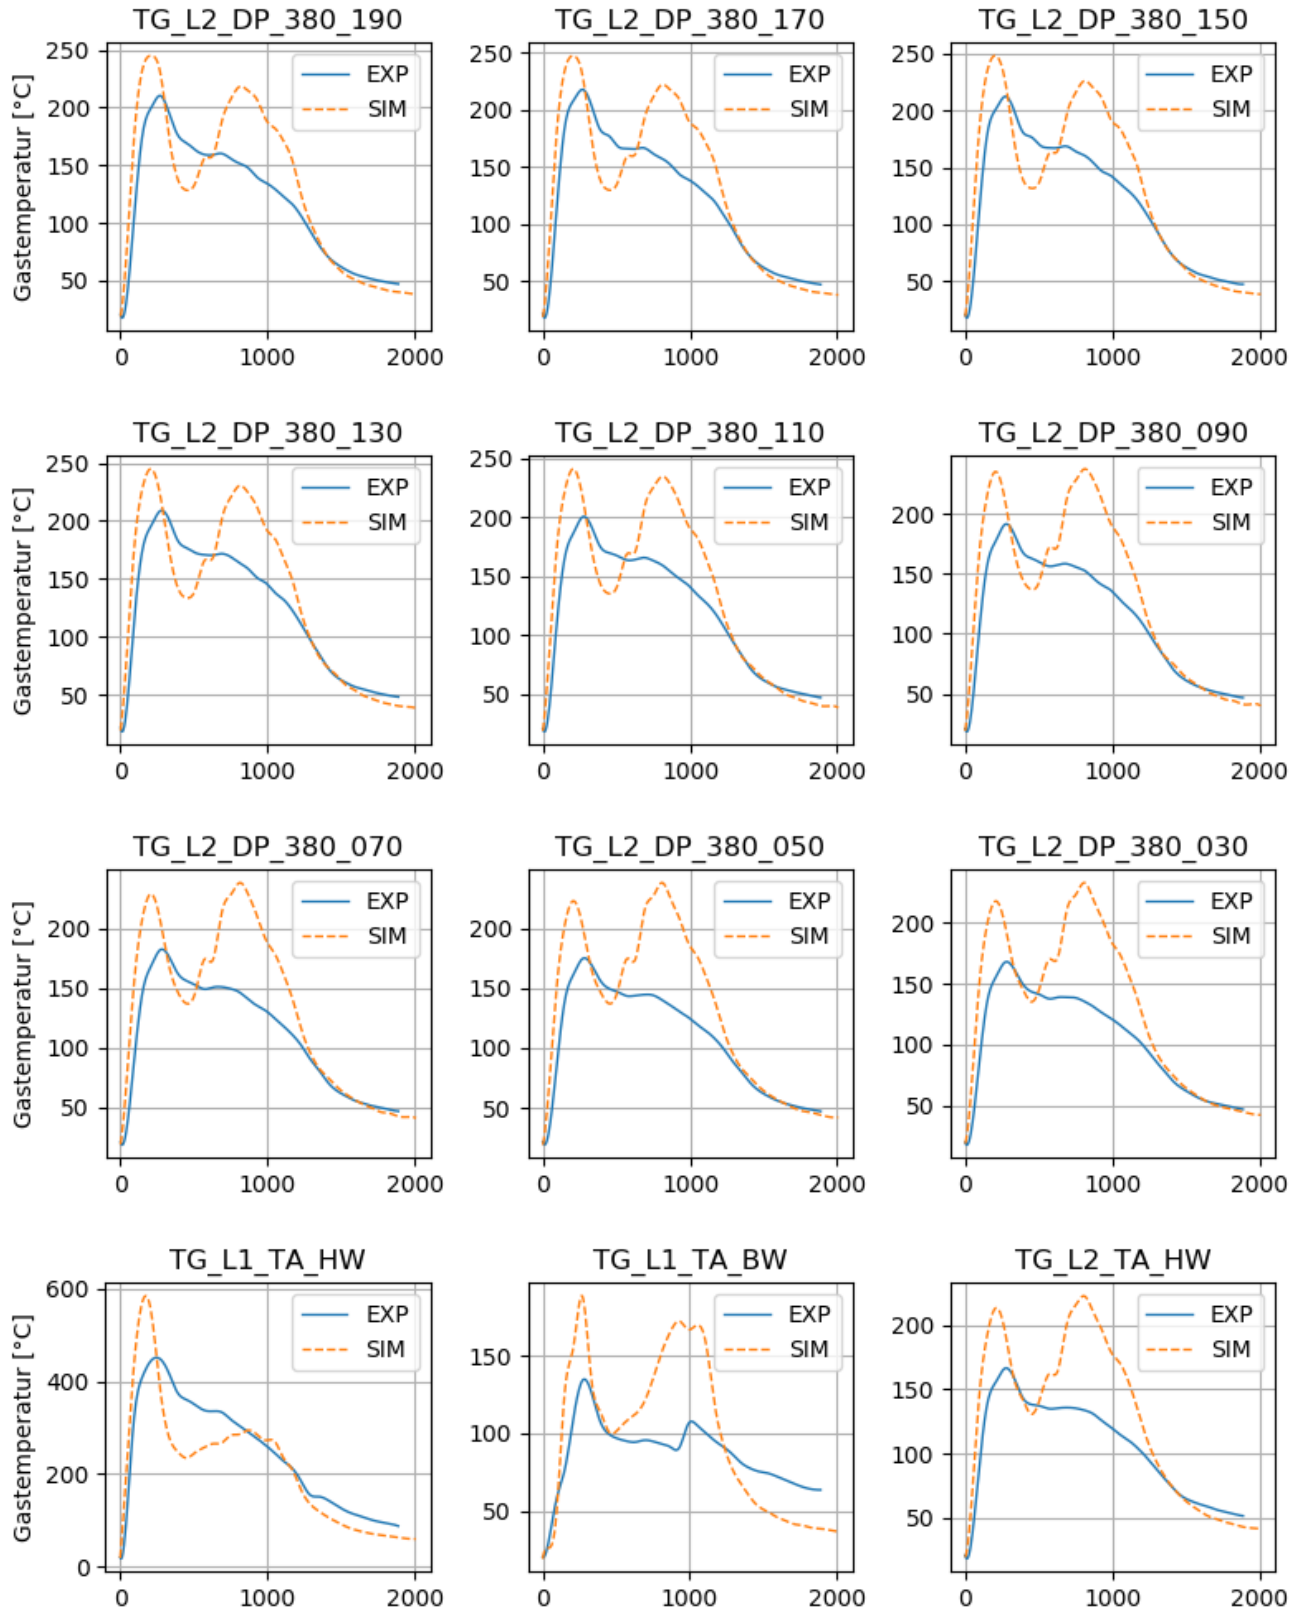 TG_L2_DP_380_190 TG_L2_DP_380_170 TG_L2_DP_380_150
Gastemperatur [°C]
250
200
150
100
50
EXP
SIM
0 1000 2000
250
200
150
100
50
EXP
SIM
0 1000 2000
250
200
150
100
50
EXP
SIM
0 1000 2000
TG_L2_DP_380_130 TG_L2_DP_380_110 TG_L2_DP_380_090
Gastemperatur [°C]
250
200
150
100
50
EXP
SIM
0 1000 2000
250
200
150
100
50
EXP
SIM
0 1000 2000
200
150
100
50
EXP
SIM
0 1000 2000
TG_L2_DP_380_070 TG_L2_DP_380_050 TG_L2_DP_380_030
Gastemperatur [°C]
200
150
100
50
EXP
SIM
0 1000 2000
200
150
100
50
EXP
SIM
0 1000 2000
200
150
100
50
EXP
SIM
0 1000 2000
TG_L1_TA_HW TG_L1_TA_BW TG_L2_TA_HW
Gastemperatur [°C]
600
400
200
0
EXP
SIM
0 1000 2000
150
100
50
EXP
SIM
0 1000 2000
200
150
100
50
EXP
SIM
0 1000 2000